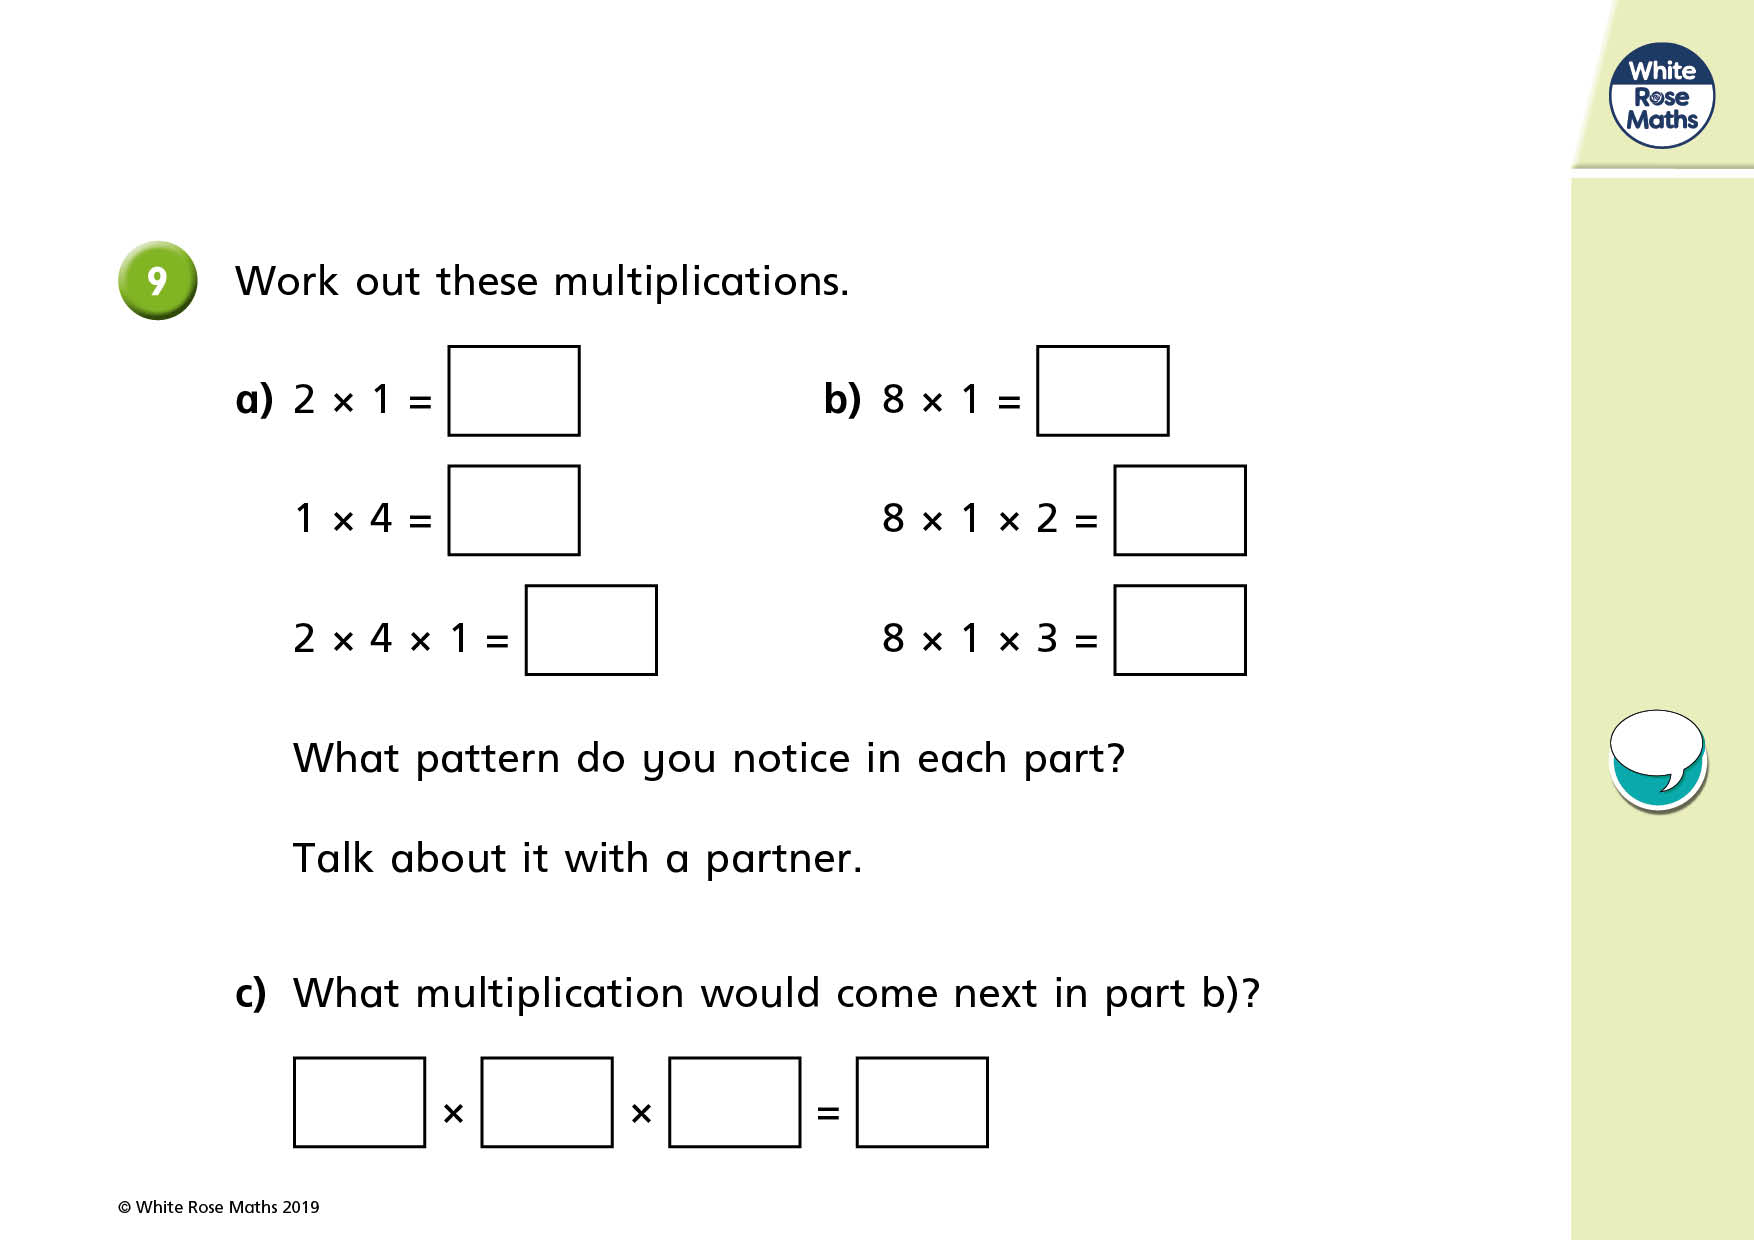 White
Rose
Maths
9 Work out these multiplications.
a) 2 × 1 =
1 × 4 =
2 × 4 × 1 =
b) 8 × 1 =
8 × 1 × 2 =
8 × 1 × 3 =
What pattern do you notice in each part?
Talk about it with a partner.
c) What multiplication would come next in part b)?
× × =
© White Rose Maths 2019